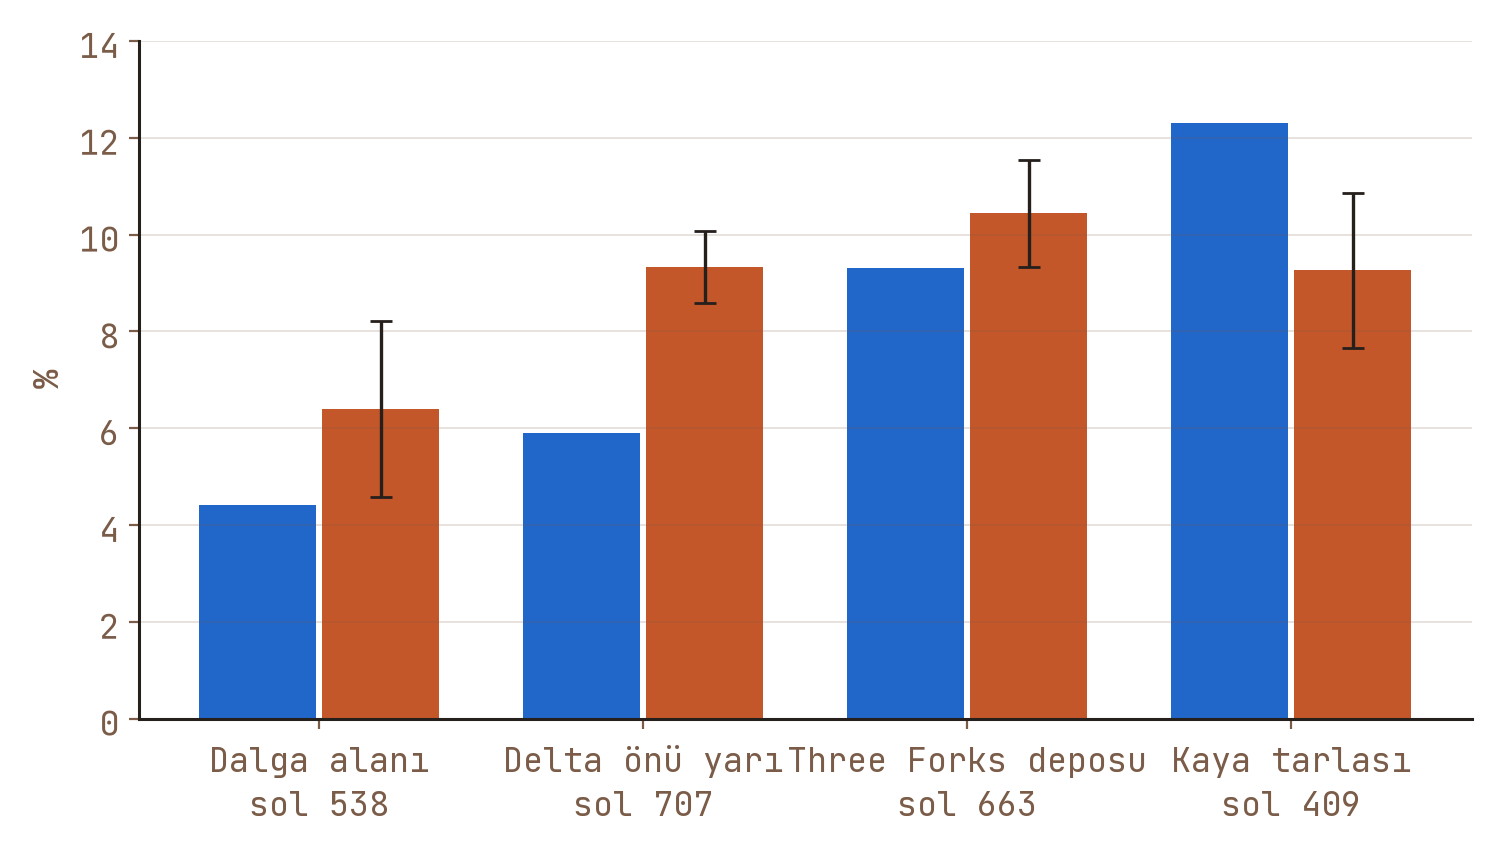 14
12
10
8
6
4
2
0
%
Dalga alanı
sol 538
Delta önü yarı
sol 707
Three Forks deposu
sol 663
Kaya tarlası
sol 409